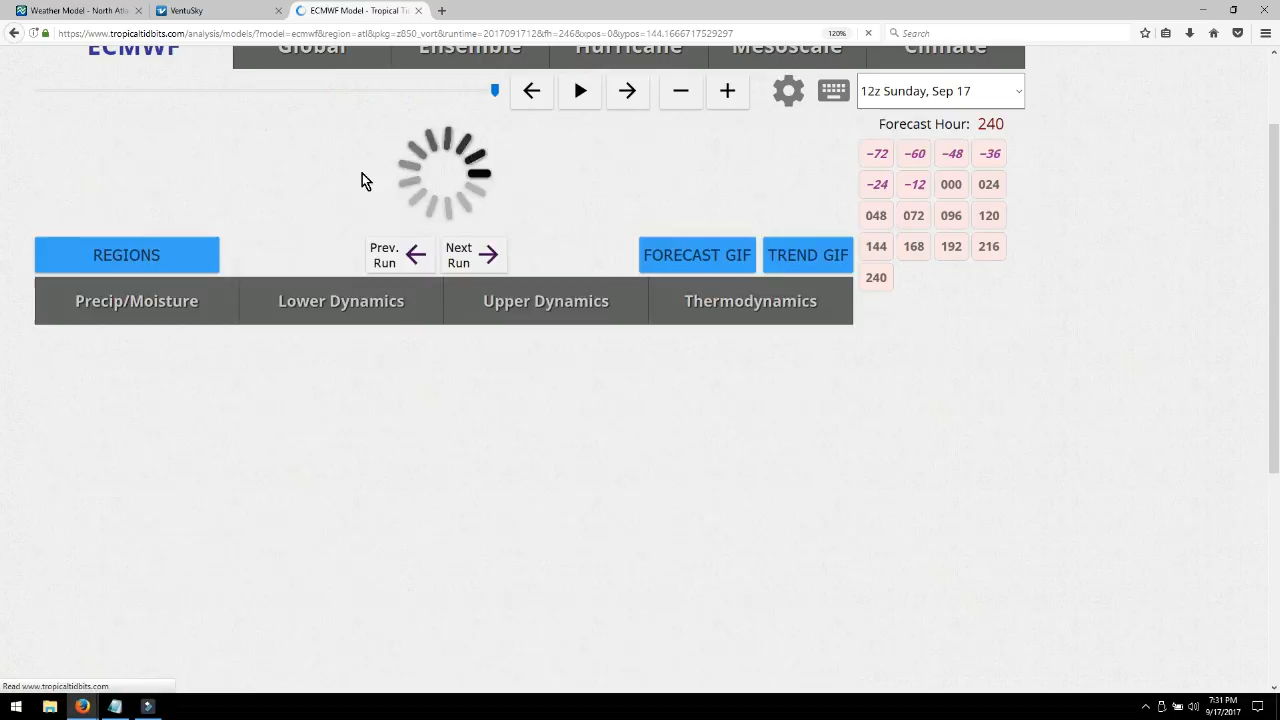 Weather Model - North Atl
VentuSky
ECMWF Model - Tropical Ti
https://www.tropicaltidbits.com/analysis/models/?model=ecmwf&region=atl&pkg=z850_vort&runtime=2017091712&fh=246&xpos=0&ypos=144.1666717529297
120%
Search
ECMWF
Global
Ensemble
Hurricane
Mesoscale
Climate
12z Sunday, Sep 17
Forecast Hour: 240
-72 -60 -48 -36
-24 -12 000 024
048 072 096 120
144 168 192 216
240
REGIONS
Prev. Run
Next Run
FORECAST GIF
TREND GIF
Precip/Moisture
Lower Dynamics
Upper Dynamics
Thermodynamics
Read www.tropicaltidbits.com
7:31 PM
9/17/2017